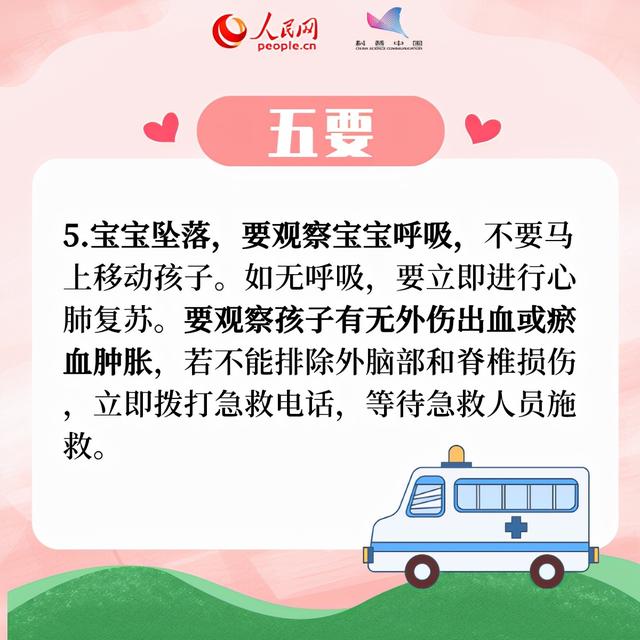 人民网
people.cn
科普中国
CHINA SCIENCE COMMUNICATION
五要
5.宝宝坠落，要观察宝宝呼吸，不要马
上移动孩子。如无呼吸，要立即进行心
肺复苏。要观察孩子有无外伤出血或瘀
血肿胀，若不能排除外脑部和脊椎损伤
，立即拨打急救电话，等待急救人员施
救。